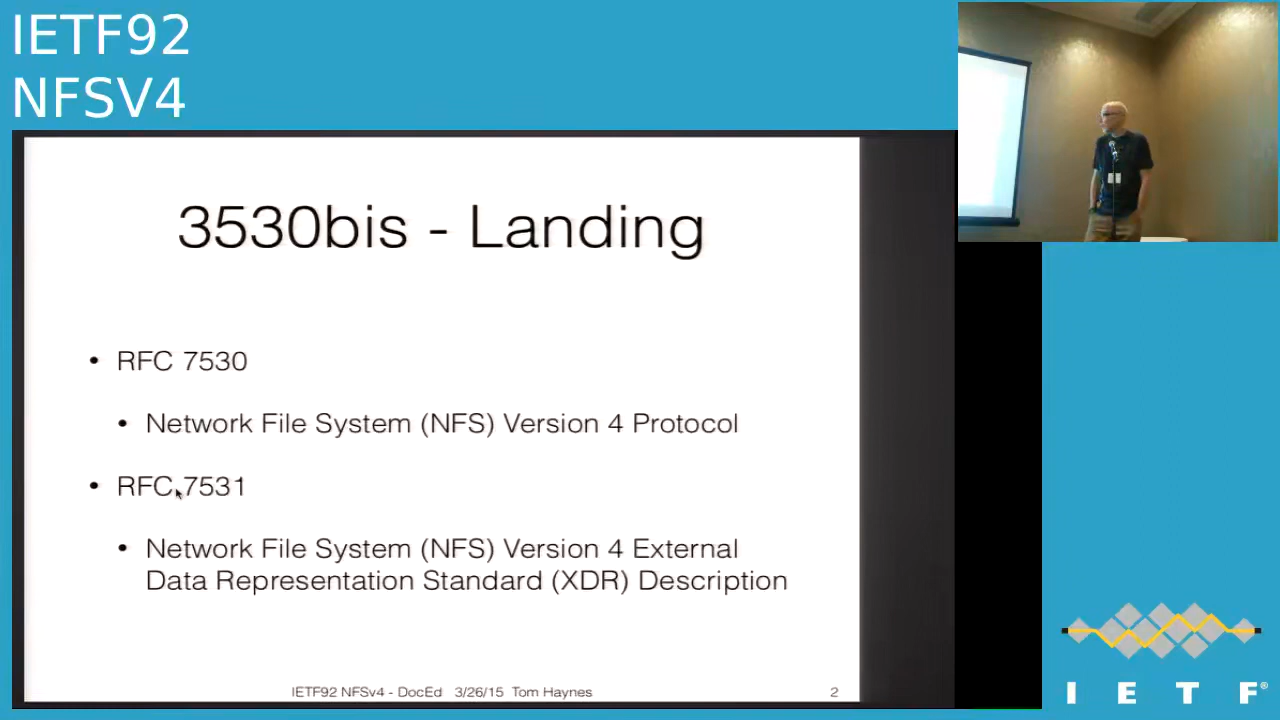 IETF92
NFSV4
3530bis - Landing
• RFC 7530
• Network File System (NFS) Version 4 Protocol
• RFC 7531
• Network File System (NFS) Version 4 External
Data Representation Standard (XDR) Description
IETF92 NFSv4 - DocEd 3/26/15 Tom Haynes 2
I E T F®